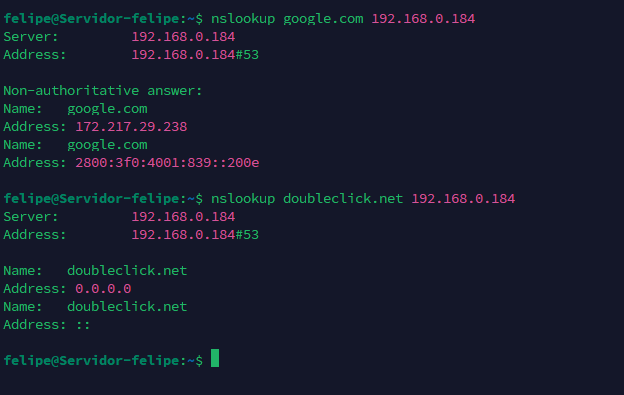 felipe@Servidor-felipe:~$ nslookup google.com 192.168.0.184
Server:         192.168.0.184
Address:        192.168.0.184#53

Non-authoritative answer:
Name:   google.com
Address: 172.217.29.238
Name:   google.com
Address: 2800:3f0:4001:839::200e

felipe@Servidor-felipe:~$ nslookup doubleclick.net 192.168.0.184
Server:         192.168.0.184
Address:        192.168.0.184#53

Name:   doubleclick.net
Address: 0.0.0.0
Name:   doubleclick.net
Address: ::

felipe@Servidor-felipe:~$